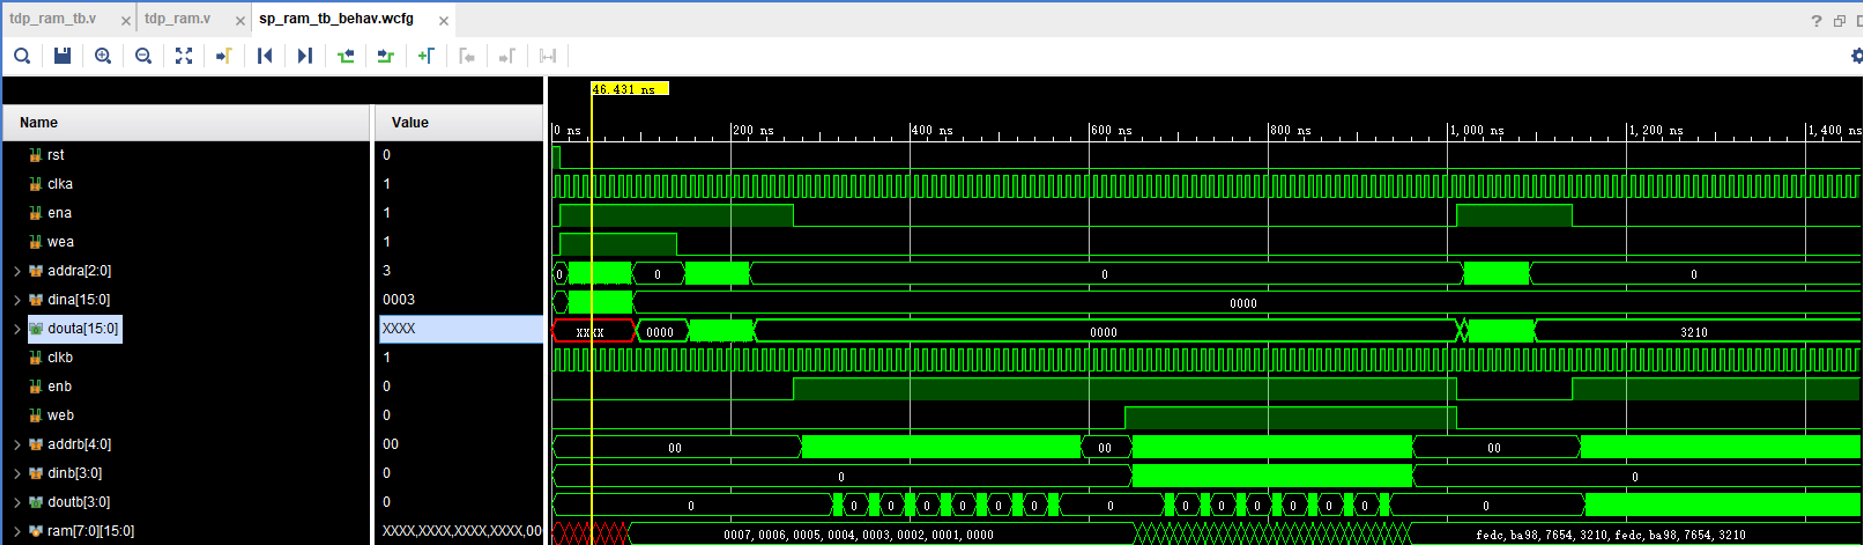 tdp_ram_tb.v × tdp_ram.v × sp_ram_tb_behav.wcfg ×
46.431 ns
Name Value
0 ns 200 ns 400 ns 600 ns 800 ns 1,000 ns 1,200 ns 1,400 ns
rst 0
clka 1
ena 1
wea 1
addra[2:0] 3 0 0 0 0
dina[15:0] 0003 0000
douta[15:0] XXXX XXXX 0000 0000 3210
clkb 1
enb 0
web 0
addrb[4:0] 00 00 00 00
dinb[3:0] 0 0 0
doutb[3:0] 0 0 0 0 0 0 0 0 0 0 0 0 0 0 0 0 0
ram[7:0][15:0] XXXX,XXXX,XXXX,XXXX,00 0007, 0006, 0005, 0004, 0003, 0002, 0001, 0000 fedc, ba98, 7654, 3210, fedc, ba98, 7654, 3210